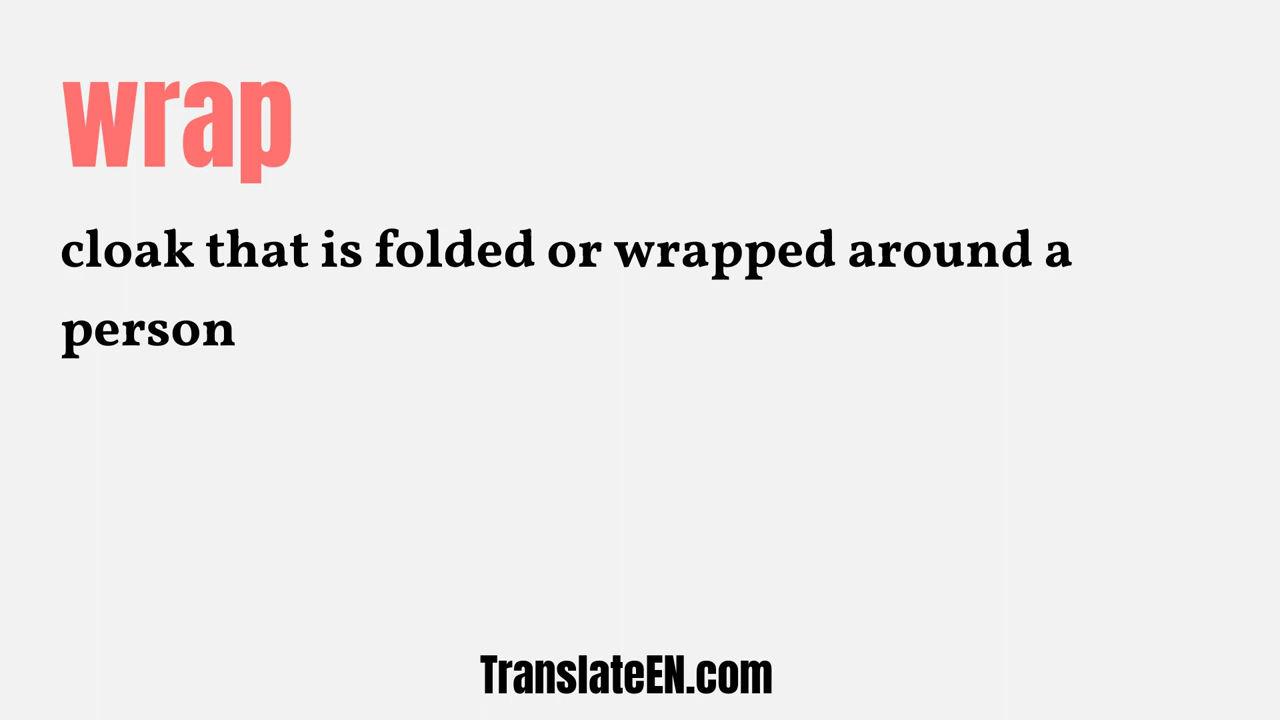 wrap
cloak that is folded or wrapped around a
person
TranslateEN.com